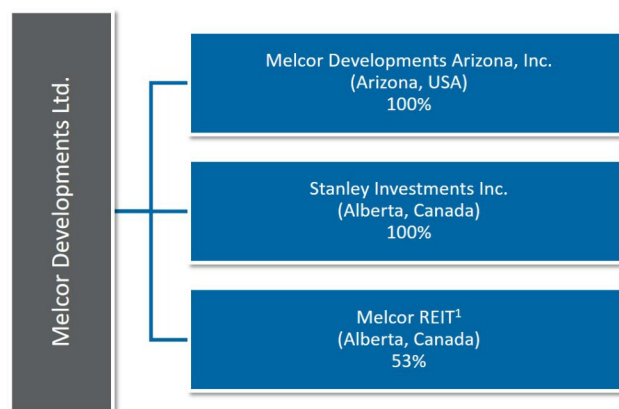 Melcor Developments Ltd.
Melcor Developments Arizona, Inc.
(Arizona, USA)
100%
Stanley Investments Inc.
(Alberta, Canada)
100%
Melcor REIT¹
(Alberta, Canada)
53%